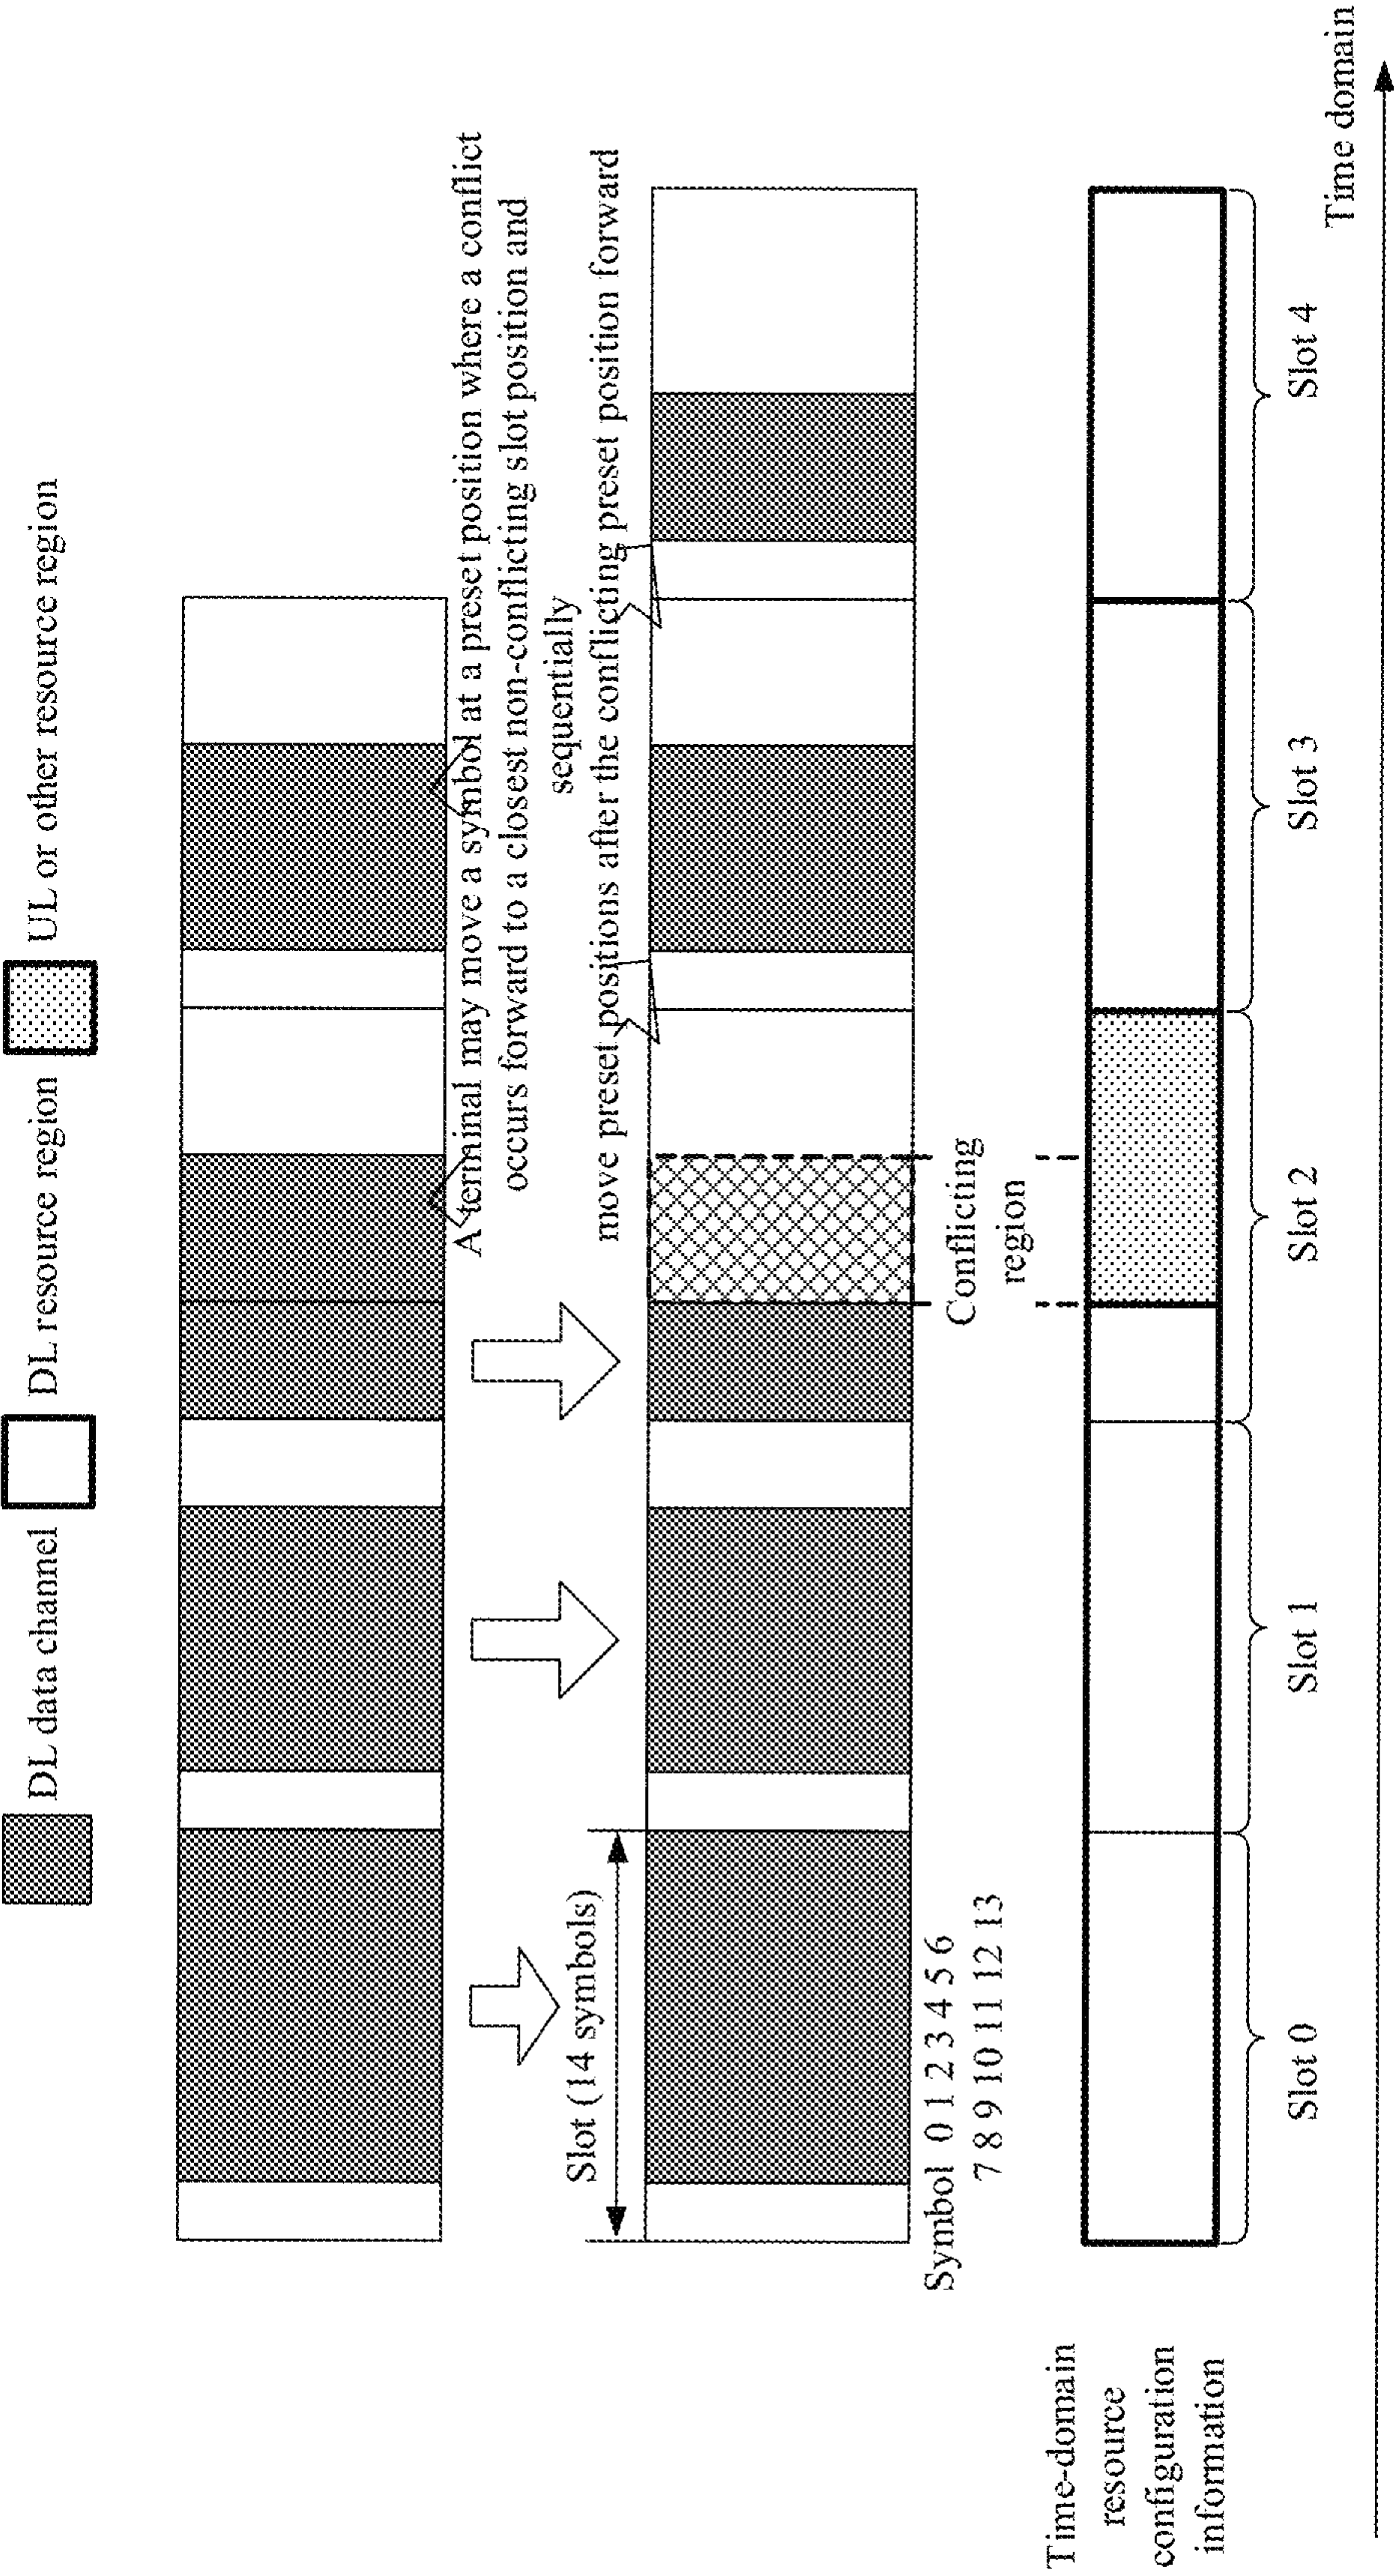 DL data channel
DL resource region
UL or other resource region
A terminal may move a symbol at a preset position where a conflict
occurs forward to a closest non-conflicting slot position and
sequentially
move preset positions after the conflicting preset position forward
Slot (14 symbols)
Symbol 0 1 2 3 4 5 6
7 8 9 10 11 12 13
Conflicting
region
Time-domain
resource
configuration
information
Slot 0
Slot 1
Slot 2
Slot 3
Slot 4
Time domain